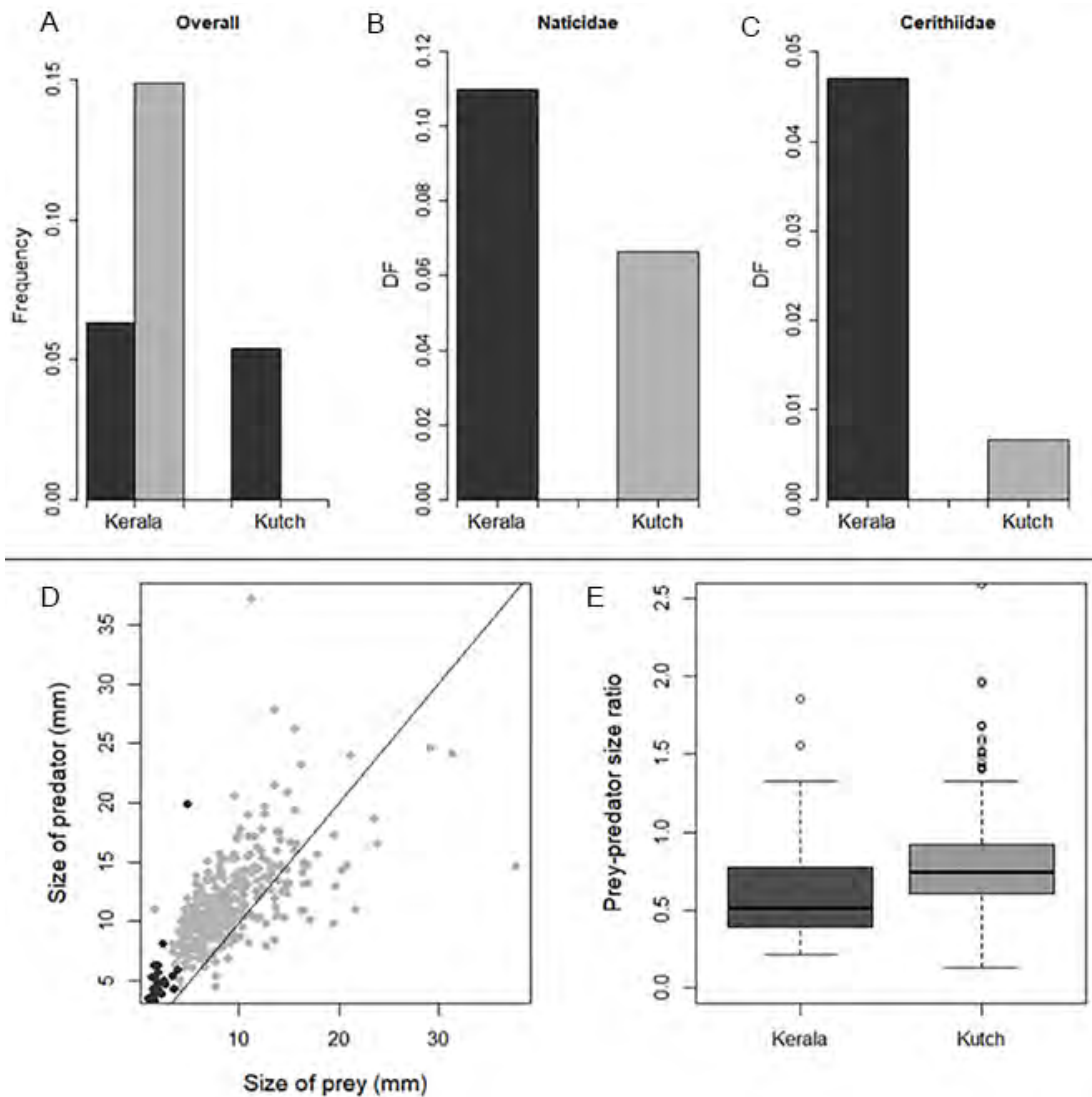 A
Overall
Frequency
0.15
0.10
0.05
0.00
Kerala
Kutch
B
Naticidae
DF
0.12
0.10
0.08
0.06
0.04
0.02
0.00
Kerala
Kutch
C
Cerithiidae
DF
0.05
0.04
0.03
0.02
0.01
0.00
Kerala
Kutch
D
Size of predator (mm)
35
30
25
20
15
10
5
10
20
30
Size of prey (mm)
E
Prey-predator size ratio
2.5
2.0
1.5
1.0
0.5
0.0
Kerala
Kutch